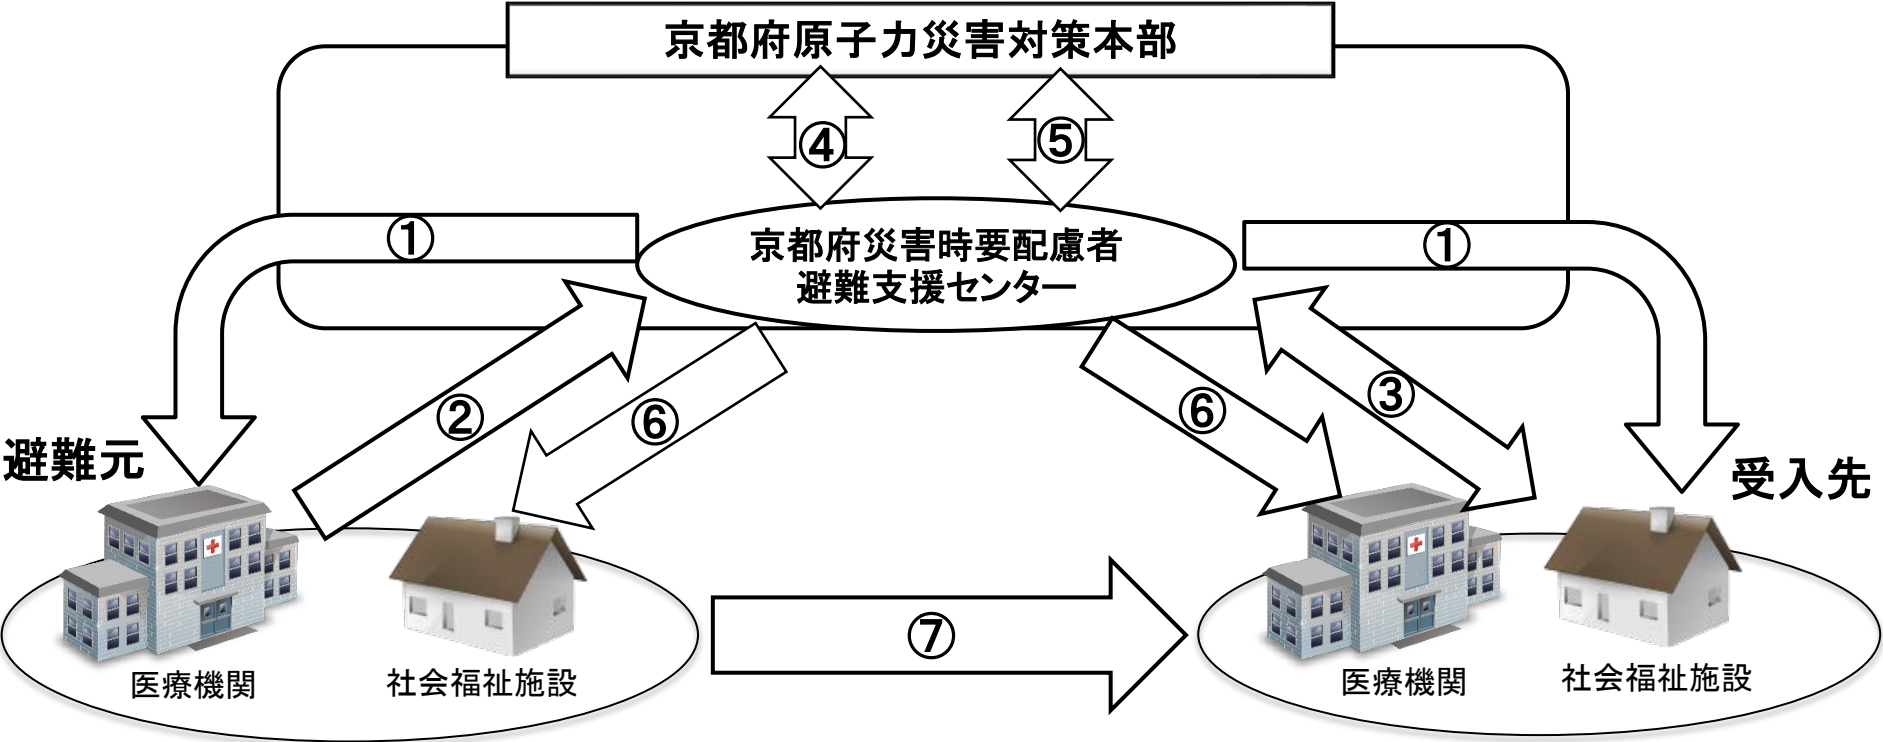 京都府原子力災害対策本部
④
⑤
①
京都府災害時要配慮者
避難支援センター
①
②
⑥
⑥
③
避難元
受入先
⑦
医療機関
社会福祉施設
医療機関
社会福祉施設